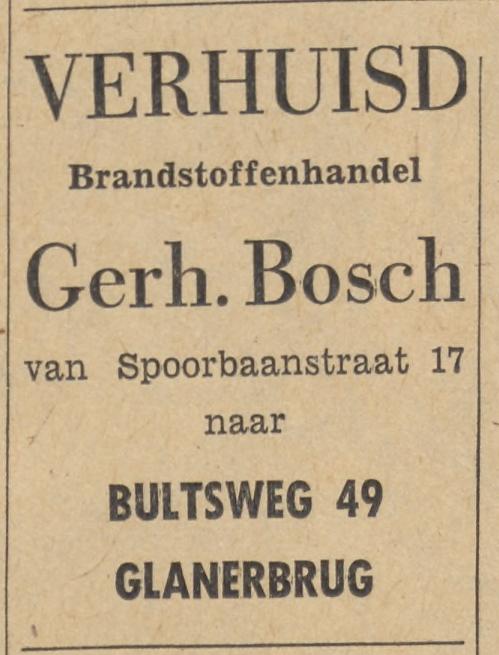 VERHUISD
Brandstoffenhandel
Gerh. Bosch
van Spoorbaanstraat 17
naar
BULTSWEG 49
GLANERBRUG